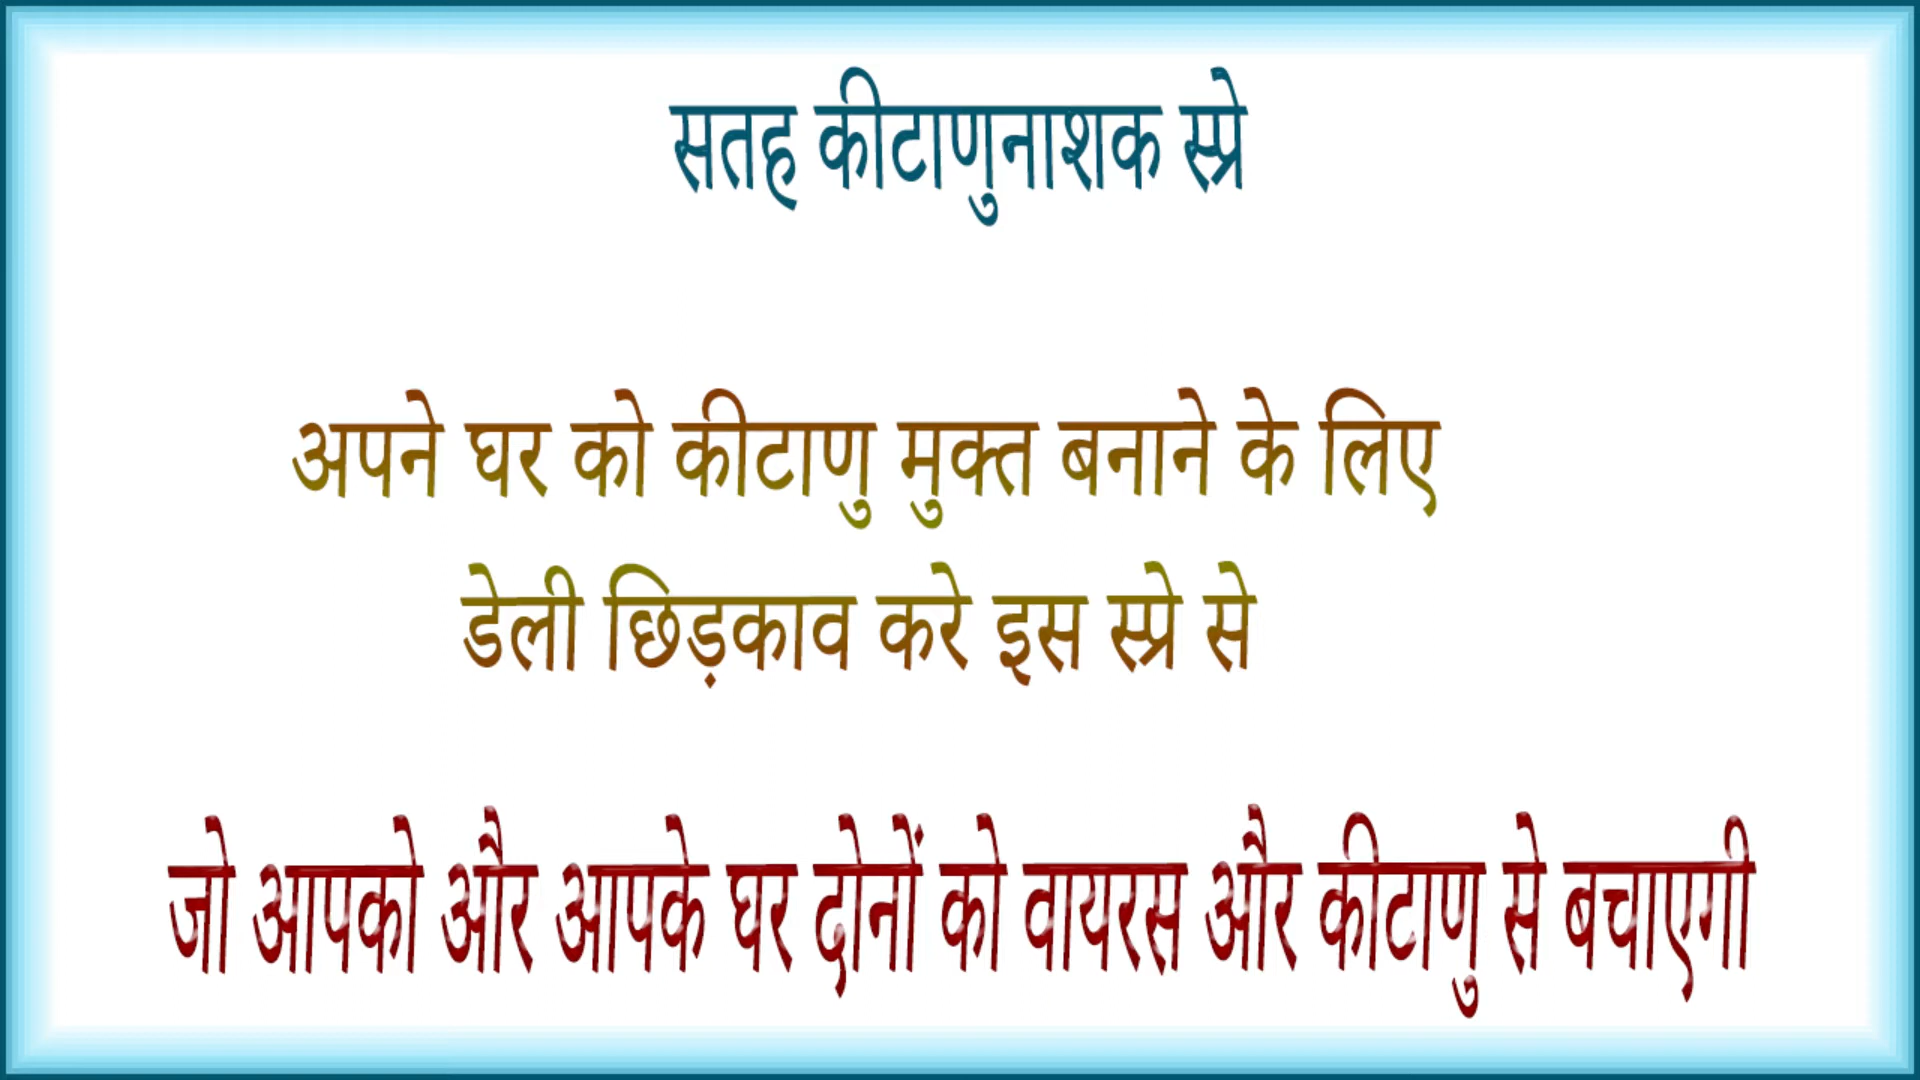 सतह कीटाणुनाशक स्प्रे
अपने घर को कीटाणु मुक्त बनाने के लिए
डेली छिड़काव करे इस स्प्रे से
जो आपको और आपके घर दोनों को वायरस और कीटाणु से बचाएगी